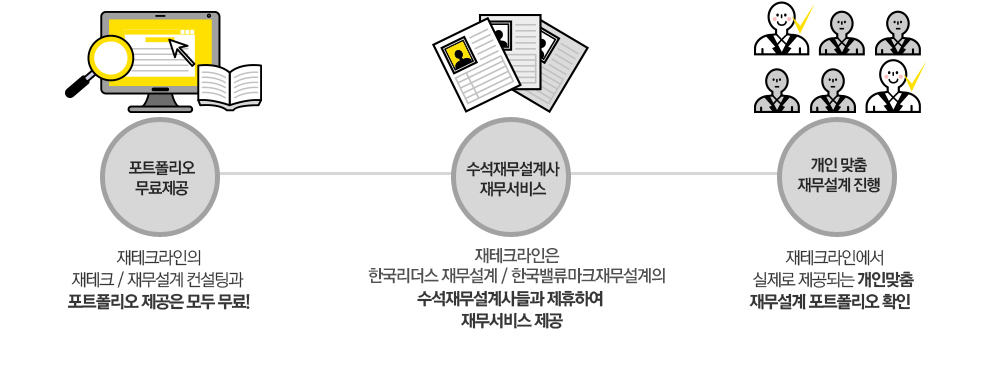 포트폴리오
무료제공
수석재무설계사
재무서비스
개인 맞춤
재무설계 진행
재테크라인의
재테크 / 재무설계 컨설팅과
포트폴리오 제공은 모두 무료!
재테크라인은
한국리더스 재무설계 / 한국밸류마크재무설계의
수석재무설계사들과 제휴하여
재무서비스 제공
재테크라인에서
실제로 제공되는 개인맞춤
재무설계 포트폴리오 확인